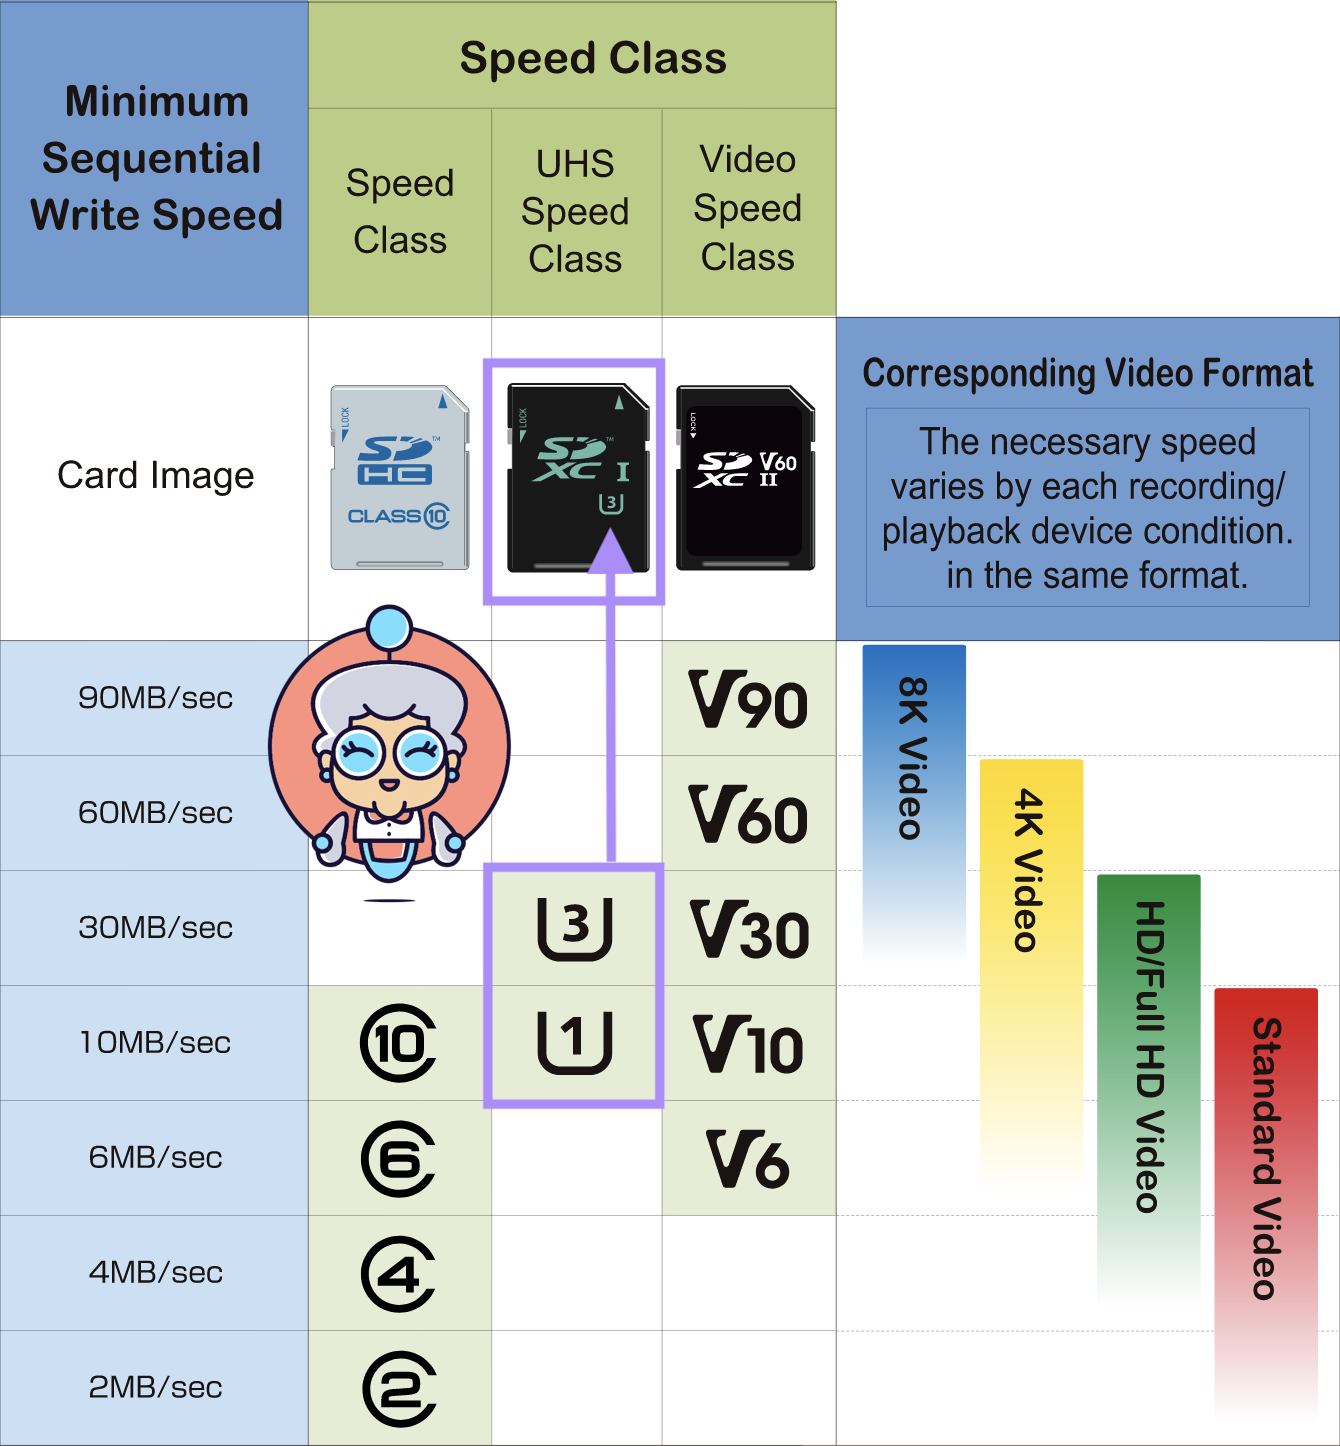 Minimum
Sequential
Write Speed
Speed Class
Speed
Class
UHS
Speed
Class
Video
Speed
Class
Card Image
LOCK
SD™
HC
CLASS 10
LOCK
SD™
XC I
3
LOCK
SD V60
XC II
Corresponding Video Format
The necessary speed
varies by each recording/
playback device condition.
in the same format.
90MB/sec
V90
60MB/sec
V60
30MB/sec
3
V30
10MB/sec
10
1
V10
6MB/sec
6
V6
4MB/sec
4
2MB/sec
2
8K Video
4K Video
HD/Full HD Video
Standard Video